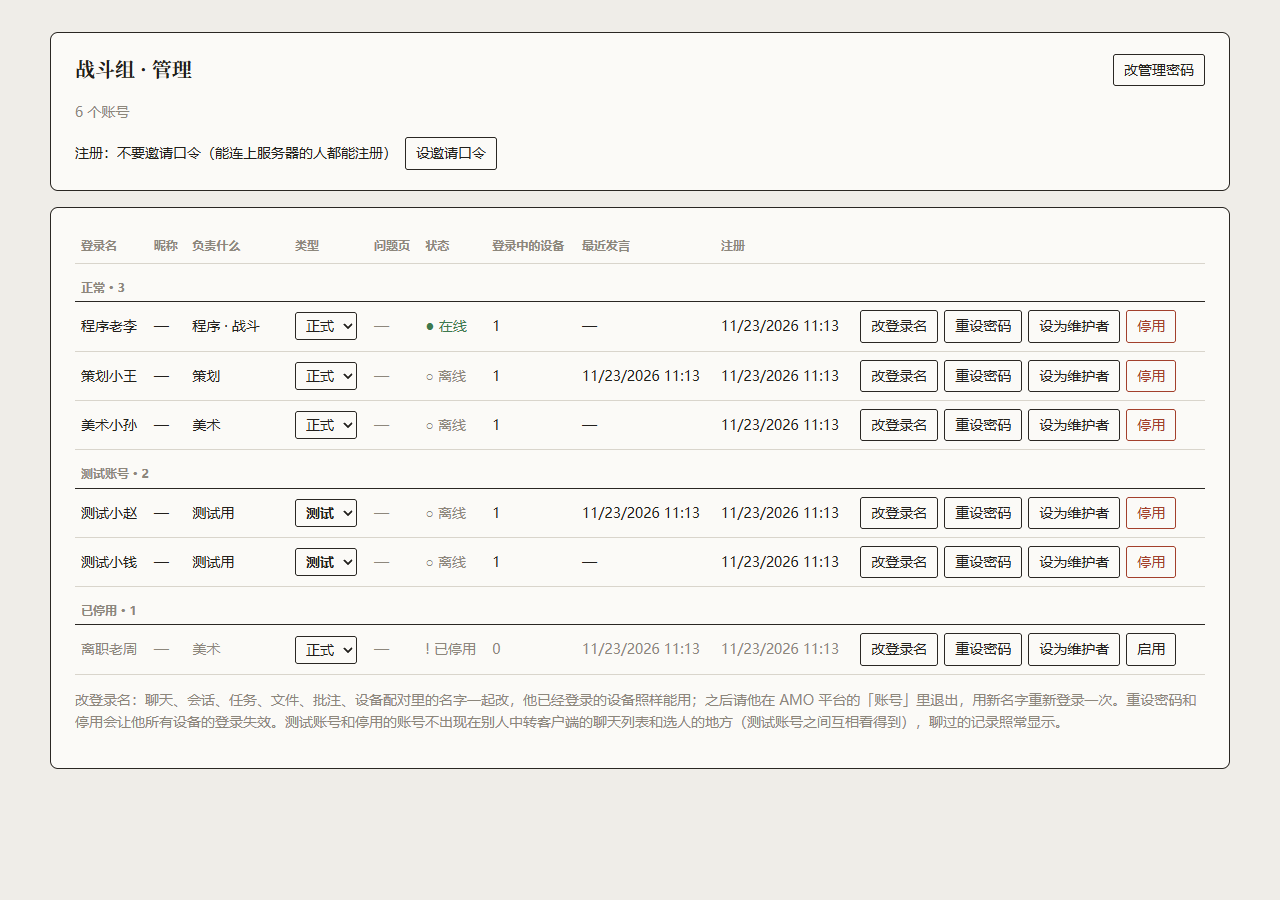 战斗组 · 管理
改管理密码
6 个账号
注册：不要邀请口令（能连上服务器的人都能注册） 设邀请口令
登录名 昵称 负责什么 类型 问题页 状态 登录中的设备 最近发言 注册
正常 • 3
程序老李 — 程序 · 战斗 正式 — ● 在线 1 — 11/23/2026 11:13 改登录名 重设密码 设为维护者 停用
策划小王 — 策划 正式 — ○ 离线 1 11/23/2026 11:13 11/23/2026 11:13 改登录名 重设密码 设为维护者 停用
美术小孙 — 美术 正式 — ○ 离线 1 — 11/23/2026 11:13 改登录名 重设密码 设为维护者 停用
测试账号 • 2
测试小赵 — 测试用 测试 — ○ 离线 1 11/23/2026 11:13 11/23/2026 11:13 改登录名 重设密码 设为维护者 停用
测试小钱 — 测试用 测试 — ○ 离线 1 — 11/23/2026 11:13 改登录名 重设密码 设为维护者 停用
已停用 • 1
离职老周 — 美术 正式 — ! 已停用 0 11/23/2026 11:13 11/23/2026 11:13 改登录名 重设密码 设为维护者 启用
改登录名：聊天、会话、任务、文件、批注、设备配对里的名字一起改，他已经登录的设备照样能用；之后请他在 AMO 平台的「账号」里退出，用新名字重新登录一次。重设密码和
停用会让他所有设备的登录失效。测试账号和停用的账号不出现在别人中转客户端的聊天列表和选人的地方（测试账号之间互相看得到），聊过的记录照常显示。